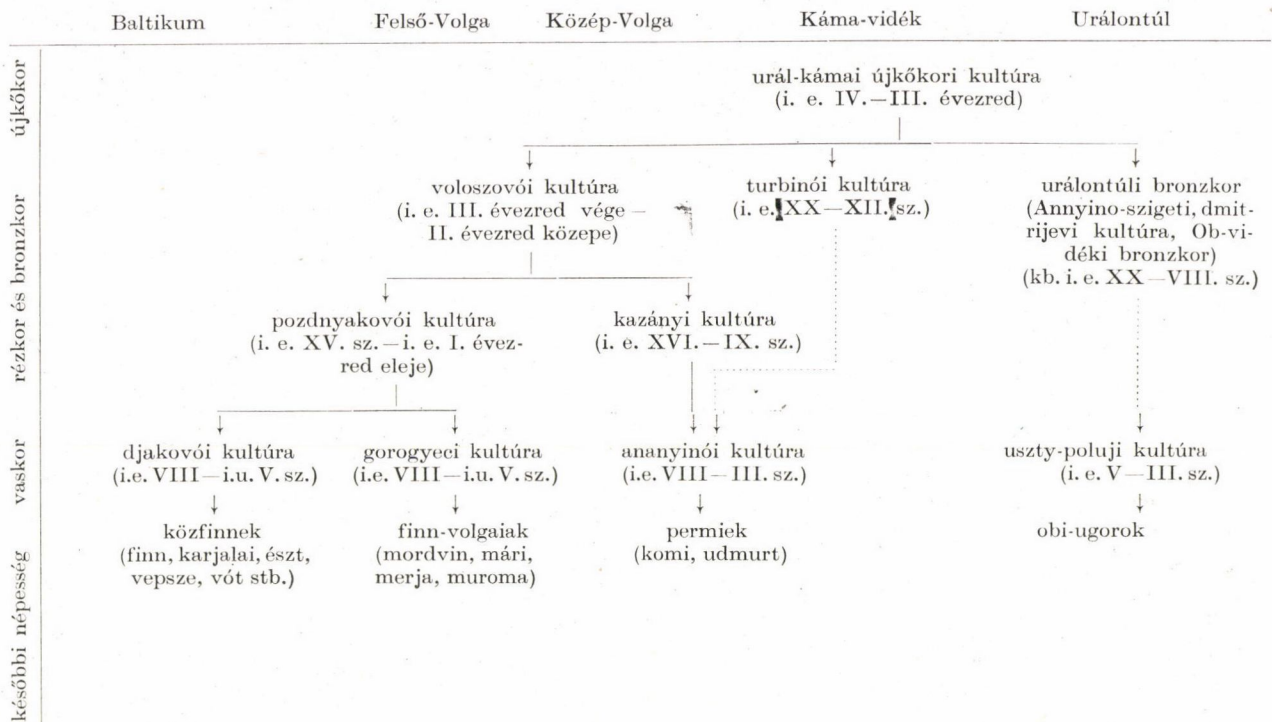 Baltikum Felső-Volga Közép-Volga Káma-vidék Urálontúl
újkőkor
urál-kámai újkőkori kultúra
(i. e. IV.—III. évezred)
rézkor és bronzkor
voloszovói kultúra
(i. e. III. évezred vége –
II. évezred közepe)
turbinói kultúra
(i. e. XX—XII. sz.)
urálontúli bronzkor
(Annyino-szigeti, dmit-
rijevi kultúra, Ob-vi-
déki bronzkor)
(kb. i. e. XX—VIII. sz.)
pozdnyakovói kultúra
(i. e. XV. sz.—i. e. I. évez-
red eleje)
kazányi kultúra
(i. e. XVI.—IX. sz.)
vaskor
djakovói kultúra
(i.e. VIII—i.u. V. sz.)
gorogyeci kultúra
(i.e. VIII—i.u. V. sz.)
ananyinói kultúra
(i.e. VIII—III. sz.)
uszty-poluji kultúra
(i. e. V—III. sz.)
későbbi népesség
közfinnek
(finn, karjalai, észt,
vepsze, vót stb.)
finn-volgaiak
(mordvin, mári,
merja, muroma)
permiek
(komi, udmurt)
obi-ugorok